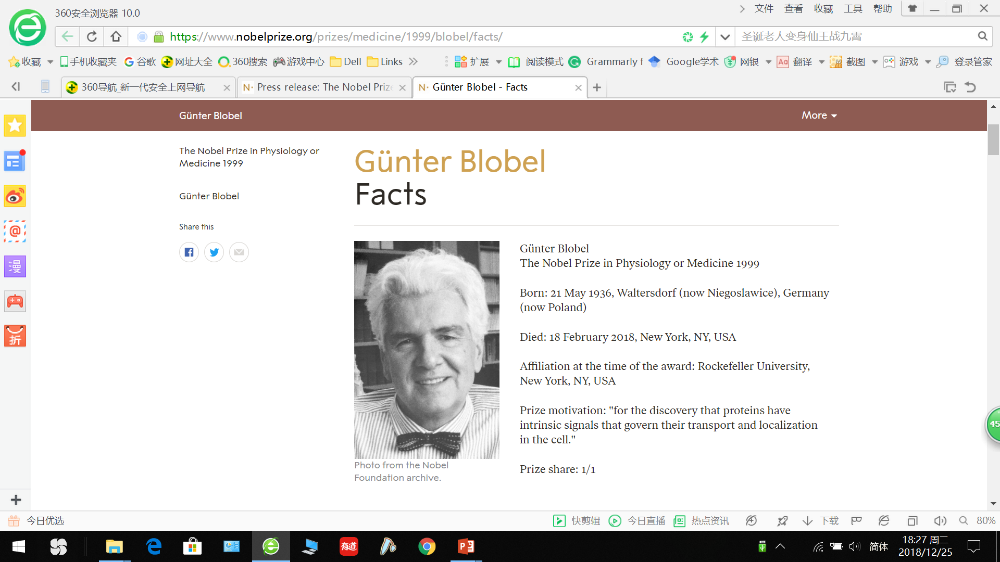 360安全浏览器 10.0
文件 查看 收藏 工具 帮助
https://www.nobelprize.org/prizes/medicine/1999/blobel/facts/
圣诞老人变身仙王战九霄
收藏 手机收藏夹 谷歌 网址大全 360搜索 游戏中心 Dell Links
扩展 阅读模式 Grammarly f Google学术 网银 翻译 截图 游戏 登录管家
360导航_新一代安全上网导航
Press release: The Nobel Prize
Günter Blobel - Facts
Günter Blobel
More
The Nobel Prize in Physiology or
Medicine 1999
Günter Blobel
Share this
Günter Blobel
Facts
Photo from the Nobel
Foundation archive.
Günter Blobel
The Nobel Prize in Physiology or Medicine 1999
Born: 21 May 1936, Waltersdorf (now Niegoslawice), Germany
(now Poland)
Died: 18 February 2018, New York, NY, USA
Affiliation at the time of the award: Rockefeller University,
New York, NY, USA
Prize motivation: "for the discovery that proteins have
intrinsic signals that govern their transport and localization
in the cell."
Prize share: 1/1
漫
折
45
今日优选
快剪辑 今日直播 热点资讯 下载 80%
有道
简体
18:27 周二
2018/12/25